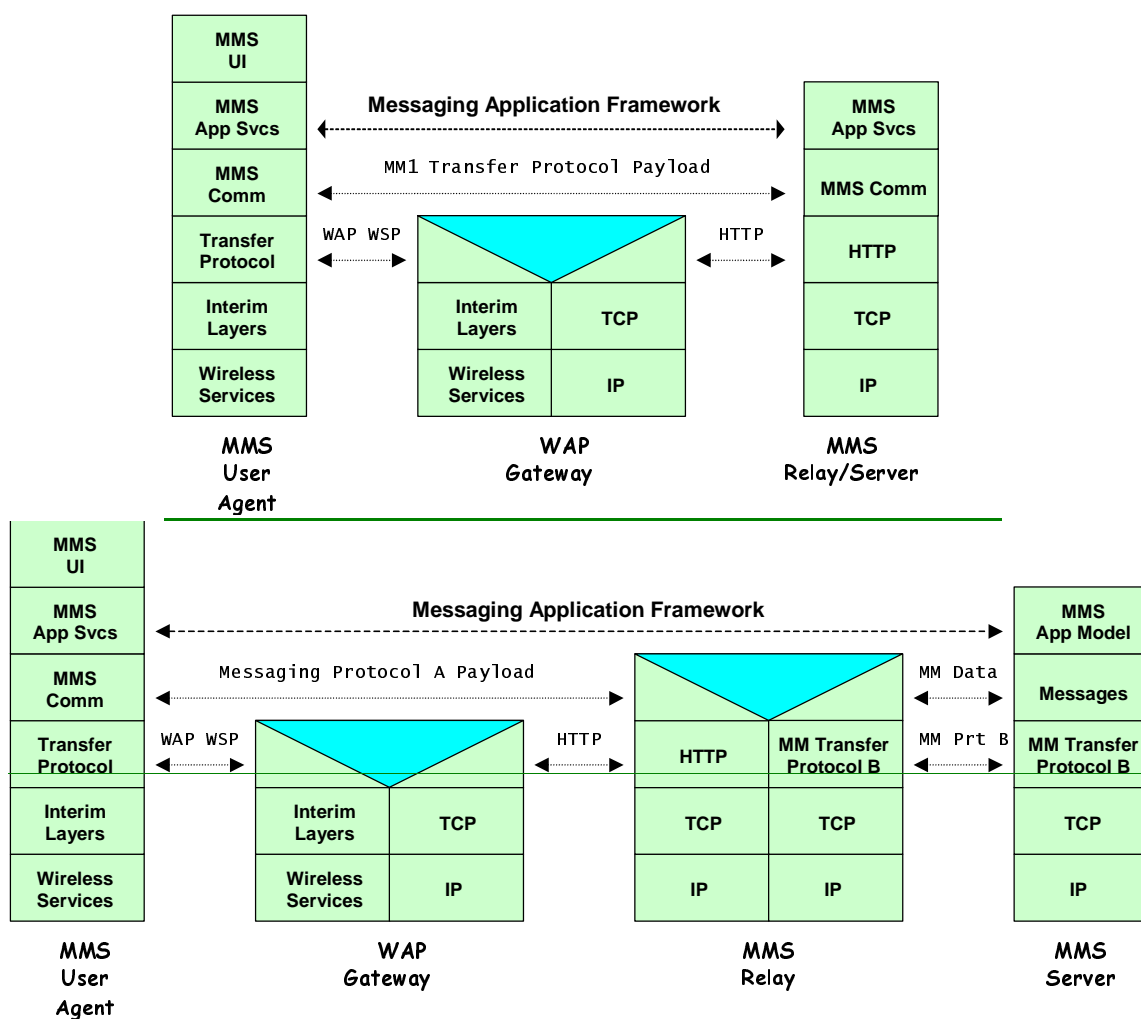 MMS
UI
MMS
App Svcs
Messaging Application Framework
MMS
App Svcs
MMS
Comm
MM1 Transfer Protocol Payload
MMS Comm
Transfer
Protocol
WAP WSP
HTTP
HTTP
Interim
Layers
Interim
Layers
TCP
TCP
Wireless
Services
Wireless
Services
IP
IP
MMS
User
Agent
WAP
Gateway
MMS
Relay/Server
MMS
UI
MMS
App Svcs
Messaging Application Framework
MMS
App Model
MMS
Comm
Messaging Protocol A Payload
MM Data
Messages
Transfer
Protocol
WAP WSP
HTTP
HTTP
MM Transfer
Protocol B
MM Prt B
MM Transfer
Protocol B
Interim
Layers
Interim
Layers
TCP
TCP
TCP
TCP
Wireless
Services
Wireless
Services
IP
IP
IP
IP
MMS
User
Agent
WAP
Gateway
MMS
Relay
MMS
Server